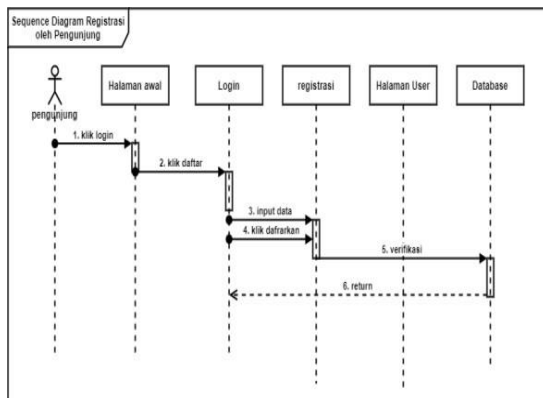 Sequence Diagram Registrasi
oleh Pengunjung
Halaman awal
Login
registrasi
Halaman User
Database
pengunjung
1. klik login
2. klik daftar
3. input data
4. klik dafrarkan
5. verifikasi
6. return